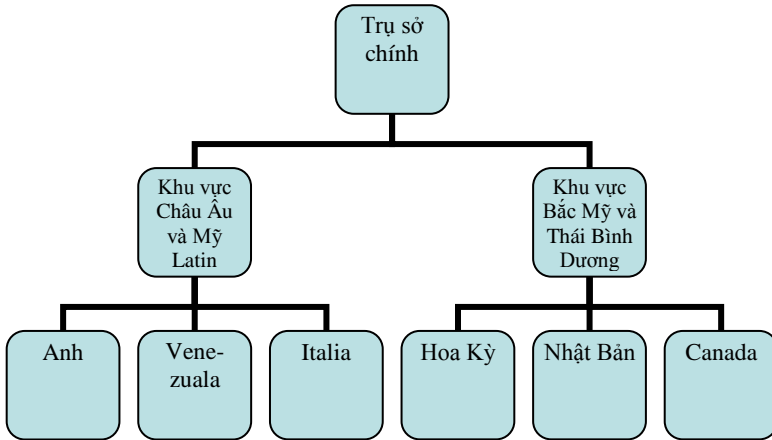 Trụ sở
chính
Khu vực
Châu Âu
và Mỹ
Latin
Khu vực
Bắc Mỹ và
Thái Bình
Dương
Anh
Vene-
zuala
Italia
Hoa Kỳ
Nhật Bản
Canada